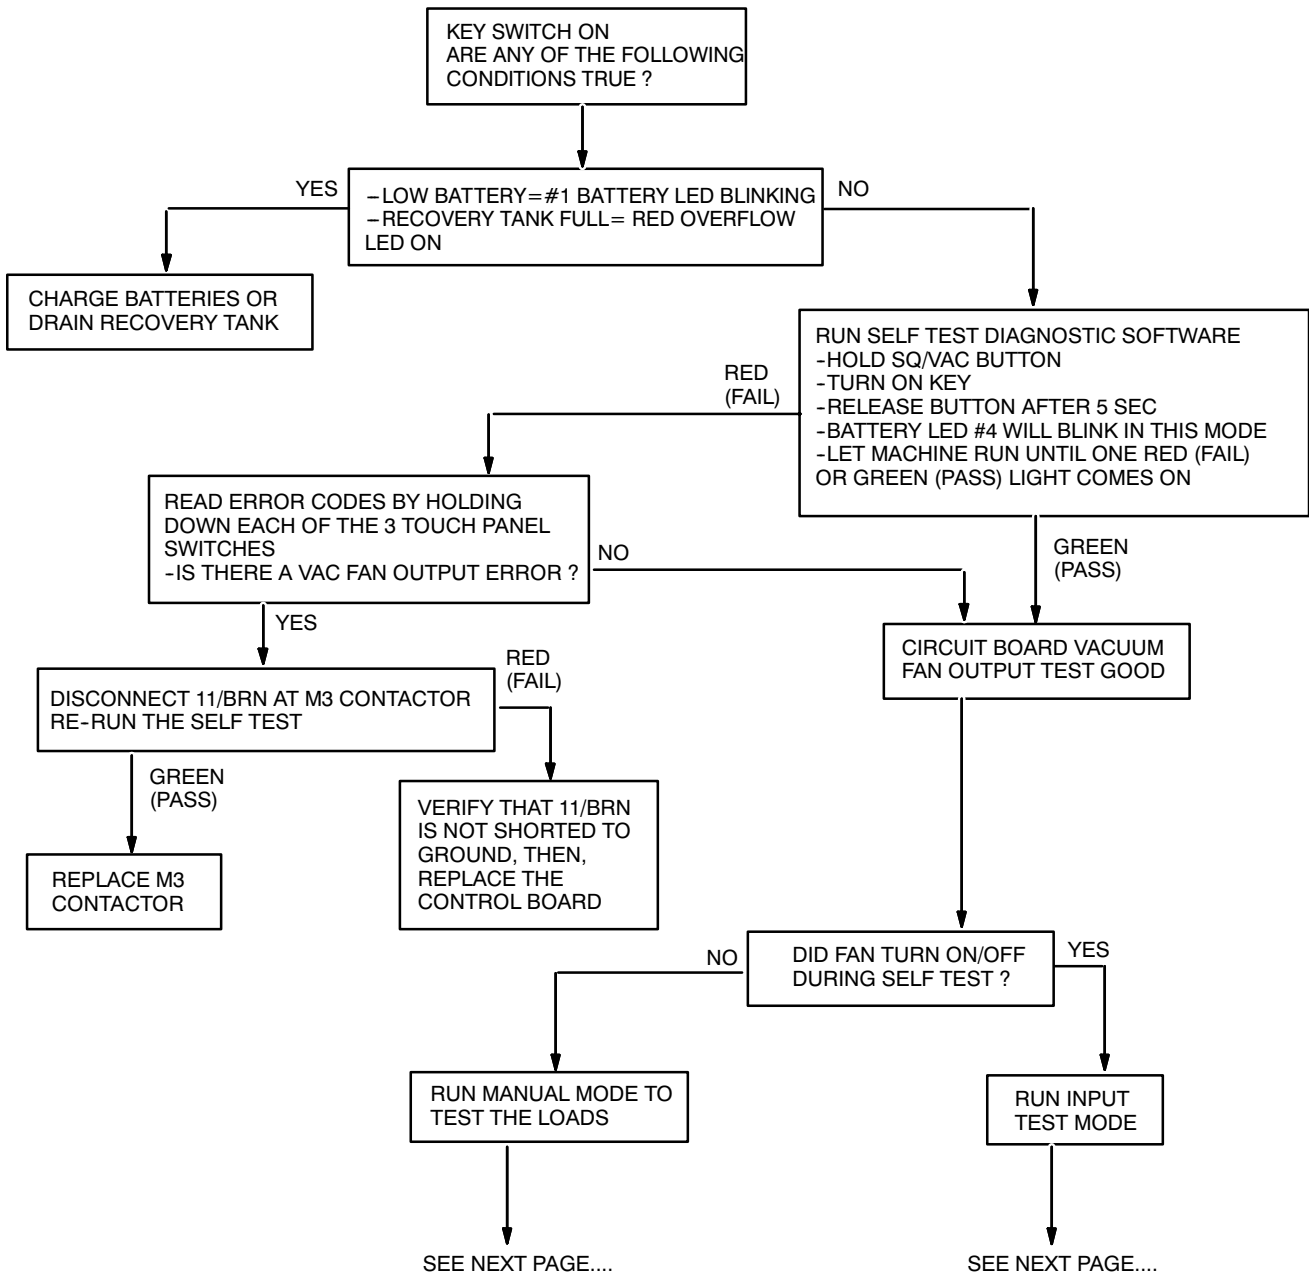 KEY SWITCH ON
ARE ANY OF THE FOLLOWING
CONDITIONS TRUE ?
YES
--LOW BATTERY=#1 BATTERY LED BLINKING
--RECOVERY TANK FULL= RED OVERFLOW
LED ON
NO
CHARGE BATTERIES OR
DRAIN RECOVERY TANK
RUN SELF TEST DIAGNOSTIC SOFTWARE
-HOLD SQ/VAC BUTTON
-TURN ON KEY
-RELEASE BUTTON AFTER 5 SEC
-BATTERY LED #4 WILL BLINK IN THIS MODE
-LET MACHINE RUN UNTIL ONE RED (FAIL)
OR GREEN (PASS) LIGHT COMES ON
RED
(FAIL)
READ ERROR CODES BY HOLDING
DOWN EACH OF THE 3 TOUCH PANEL
SWITCHES
-IS THERE A VAC FAN OUTPUT ERROR ?
NO
GREEN
(PASS)
YES
CIRCUIT BOARD VACUUM
FAN OUTPUT TEST GOOD
DISCONNECT 11/BRN AT M3 CONTACTOR
RE-RUN THE SELF TEST
RED
(FAIL)
GREEN
(PASS)
VERIFY THAT 11/BRN
IS NOT SHORTED TO
GROUND, THEN,
REPLACE THE
CONTROL BOARD
REPLACE M3
CONTACTOR
NO
DID FAN TURN ON/OFF
DURING SELF TEST ?
YES
RUN MANUAL MODE TO
TEST THE LOADS
RUN INPUT
TEST MODE
SEE NEXT PAGE....
SEE NEXT PAGE....